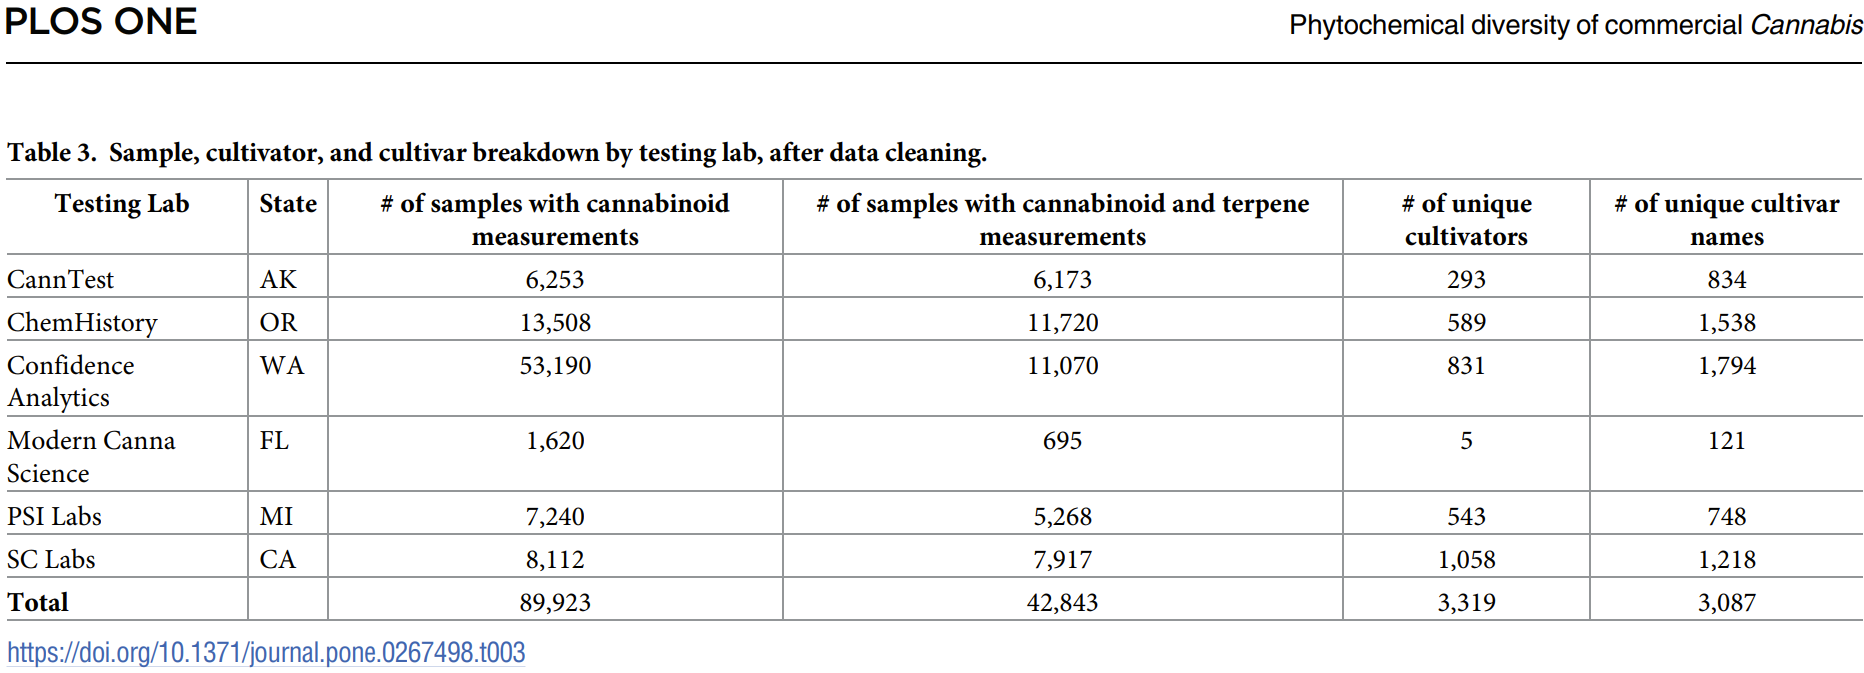 PLOS ONE
Phytochemical diversity of commercial Cannabis
Table 3. Sample, cultivator, and cultivar breakdown by testing lab, after data cleaning.
Testing Lab State # of samples with cannabinoid measurements # of samples with cannabinoid and terpene measurements # of unique cultivators # of unique cultivar names
CannTest AK 6,253 6,173 293 834
ChemHistory OR 13,508 11,720 589 1,538
Confidence Analytics WA 53,190 11,070 831 1,794
Modern Canna Science FL 1,620 695 5 121
PSI Labs MI 7,240 5,268 543 748
SC Labs CA 8,112 7,917 1,058 1,218
Total 89,923 42,843 3,319 3,087
https://doi.org/10.1371/journal.pone.0267498.t003